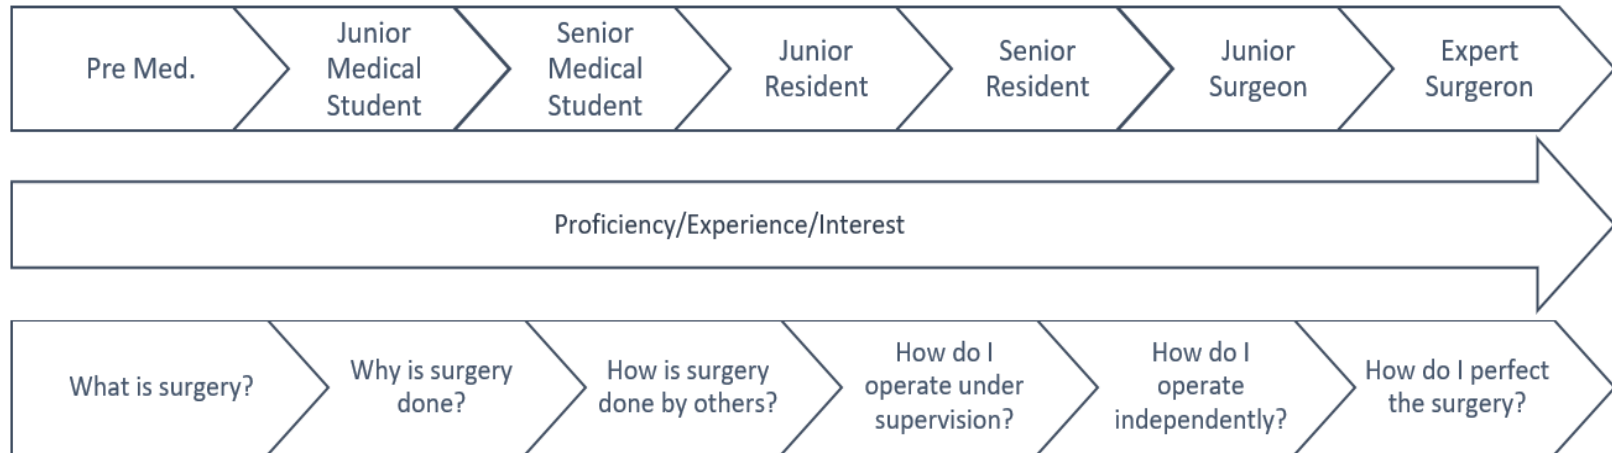 Pre Med.
Junior
Medical
Student
Senior
Medical
Student
Junior
Resident
Senior
Resident
Junior
Surgeon
Expert
Surgeron
Proficiency/Experience/Interest
What is surgery?
Why is surgery
done?
How is surgery
done by others?
How do I
operate under
supervision?
How do I
operate
independently?
How do I perfect
the surgery?